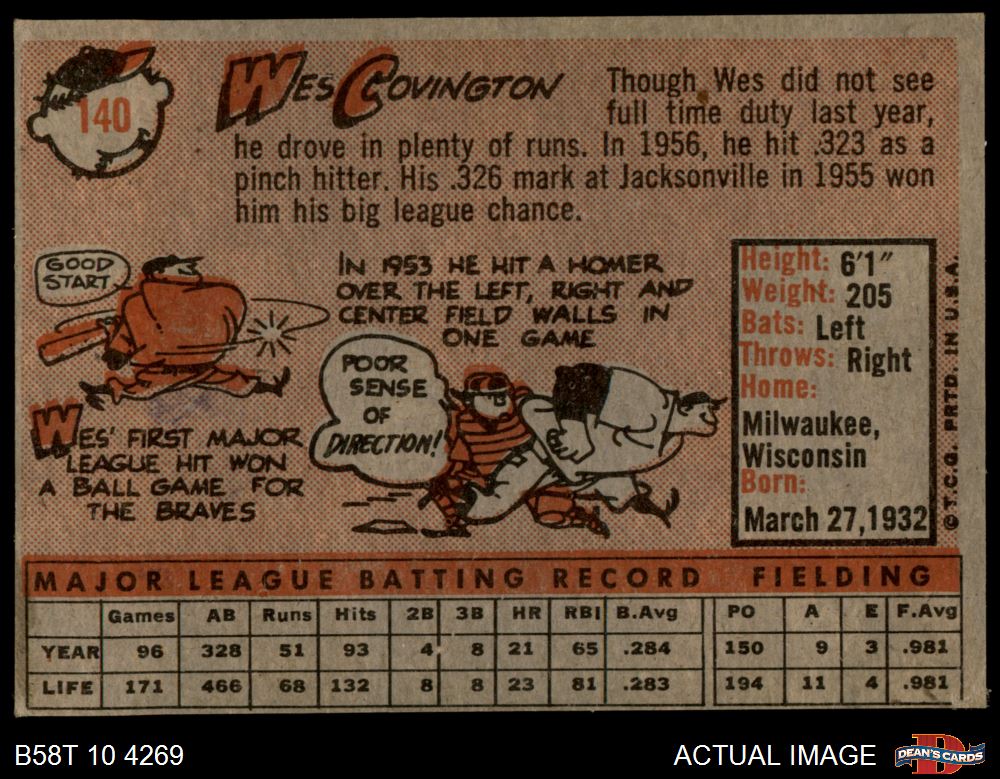 140
WES COVINGTON
Though Wes did not see
full time duty last year,
he drove in plenty of runs. In 1956, he hit .323 as a
pinch hitter. His .326 mark at Jacksonville in 1955 won
him his big league chance.
GOOD
START
WES' FIRST MAJOR
LEAGUE HIT WON
A BALL GAME FOR
THE BRAVES
IN 1953 HE HIT A HOMER
OVER THE LEFT, RIGHT AND
CENTER FIELD WALLS IN
ONE GAME
POOR
SENSE
OF
DIRECTION!
Height: 6'1"
Weight: 205
Bats: Left
Throws: Right
Home:
Milwaukee,
Wisconsin
Born:
March 27, 1932
© T.C.G. PRTD. IN U.S.A.
MAJOR LEAGUE BATTING RECORD FIELDING
Games AB Runs Hits 2B 3B HR RBI B.Avg PO A E F.Avg
YEAR 96 328 51 93 4 8 21 65 .284 150 9 3 .981
LIFE 171 466 68 132 8 8 23 81 .283 194 11 4 .981
B58T 10 4269
ACTUAL IMAGE
DEAN'S CARDS